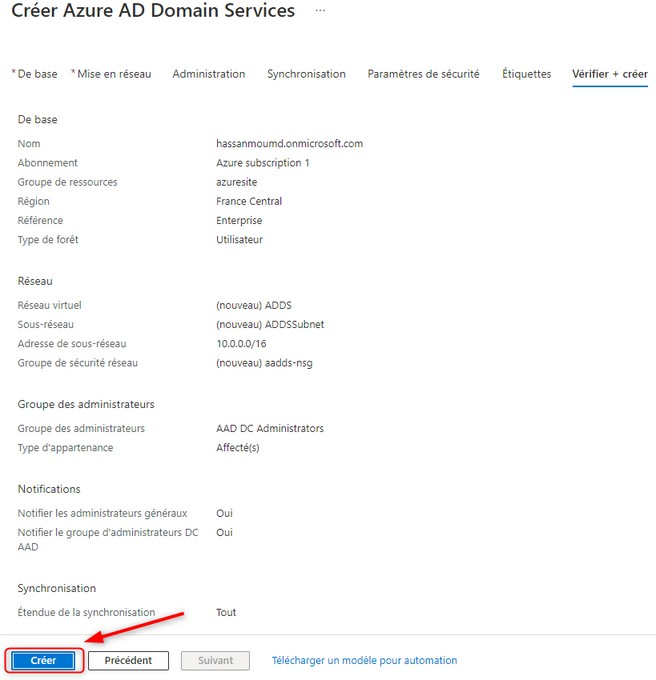 Créer Azure AD Domain Services ...
* De base * Mise en réseau Administration Synchronisation Paramètres de sécurité Étiquettes Vérifier + créer
De base
Nom hassanmoumd.onmicrosoft.com
Abonnement Azure subscription 1
Groupe de ressources azuresite
Région France Central
Référence Enterprise
Type de forêt Utilisateur
Réseau
Réseau virtuel (nouveau) ADDS
Sous-réseau (nouveau) ADDSSubnet
Adresse de sous-réseau 10.0.0.0/16
Groupe de sécurité réseau (nouveau) aadds-nsg
Groupe des administrateurs
Groupe des administrateurs AAD DC Administrators
Type d'appartenance Affecté(s)
Notifications
Notifier les administrateurs généraux Oui
Notifier le groupe d'administrateurs DC Oui
AAD
Synchronisation
Étendue de la synchronisation Tout
Créer Précédent Suivant Télécharger un modèle pour automation